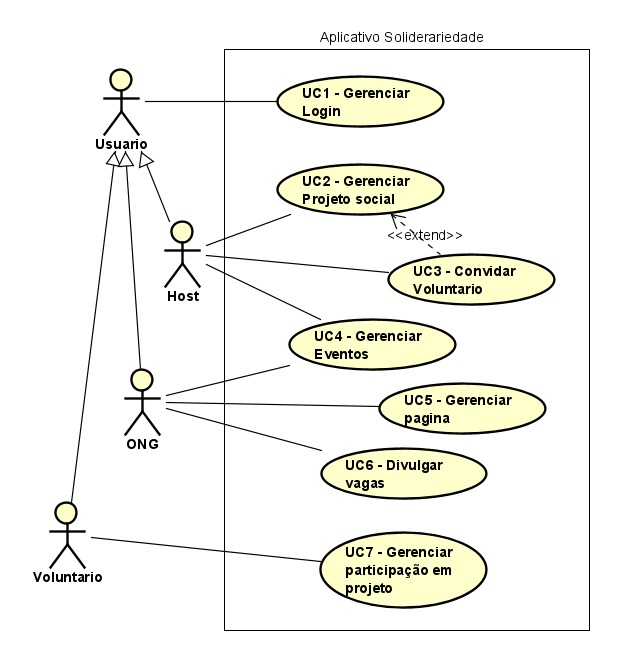 Aplicativo Soliderariedade
UC1 - Gerenciar
Login
Usuario
UC2 - Gerenciar
Projeto social
<<extend>>
UC3 - Convidar
Voluntario
Host
UC4 - Gerenciar
Eventos
UC5 - Gerenciar
pagina
ONG
UC6 - Divulgar
vagas
UC7 - Gerenciar
participação em
projeto
Voluntario